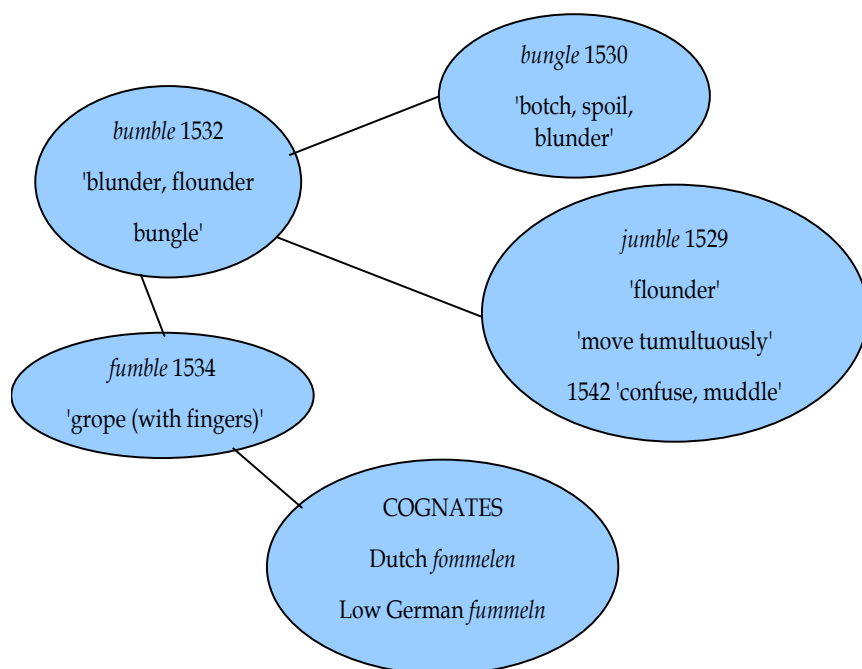 bungle 1530
'botch, spoil,
blunder'
bumble 1532
'blunder, flounder
bungle'
jumble 1529
'flounder'
'move tumultuously'
1542 'confuse, muddle'
fumble 1534
'grope (with fingers)'
COGNATES
Dutch fommelen
Low German fummeln